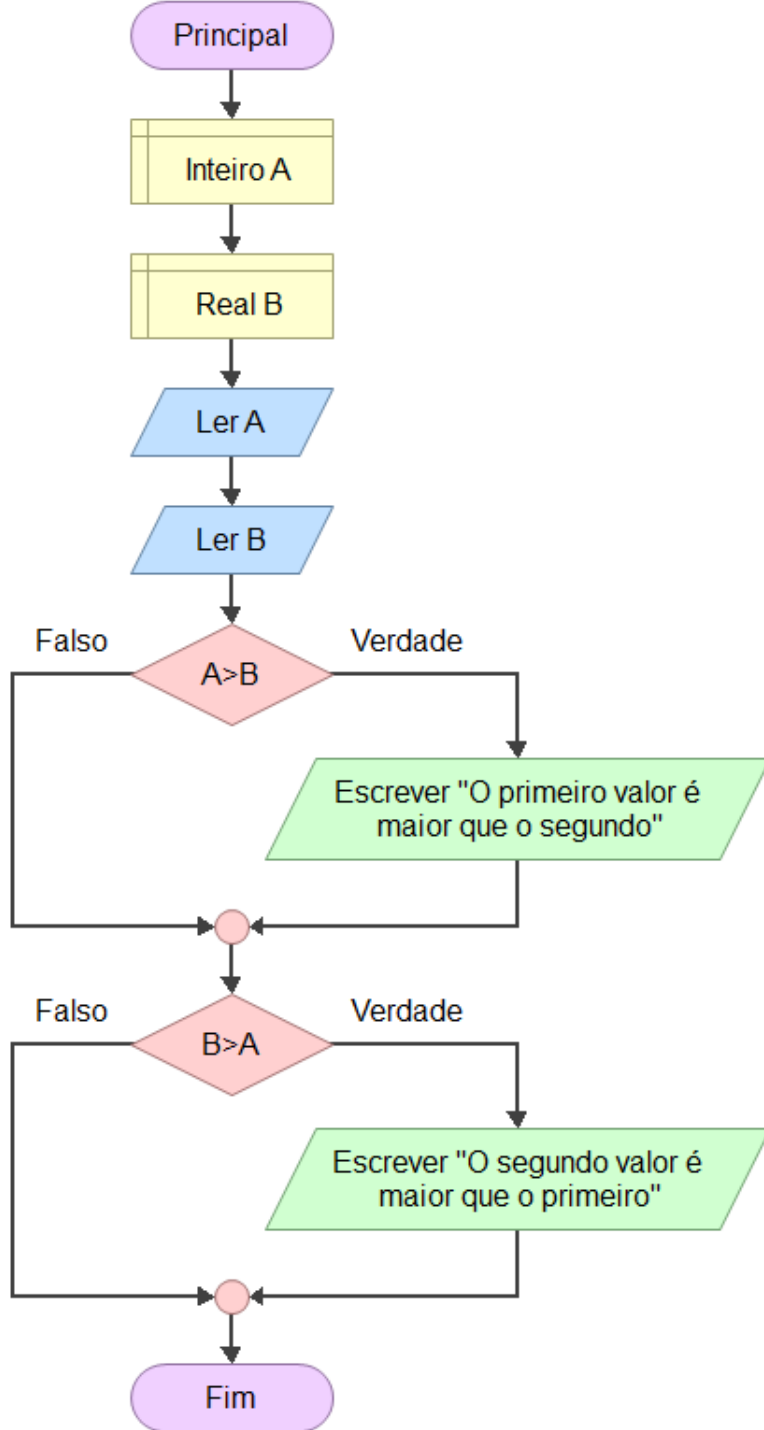 Principal
Inteiro A
Real B
Ler A
Ler B
Falso
Verdade
A>B
Escrever "O primeiro valor é
maior que o segundo"
Falso
Verdade
B>A
Escrever "O segundo valor é
maior que o primeiro"
Fim